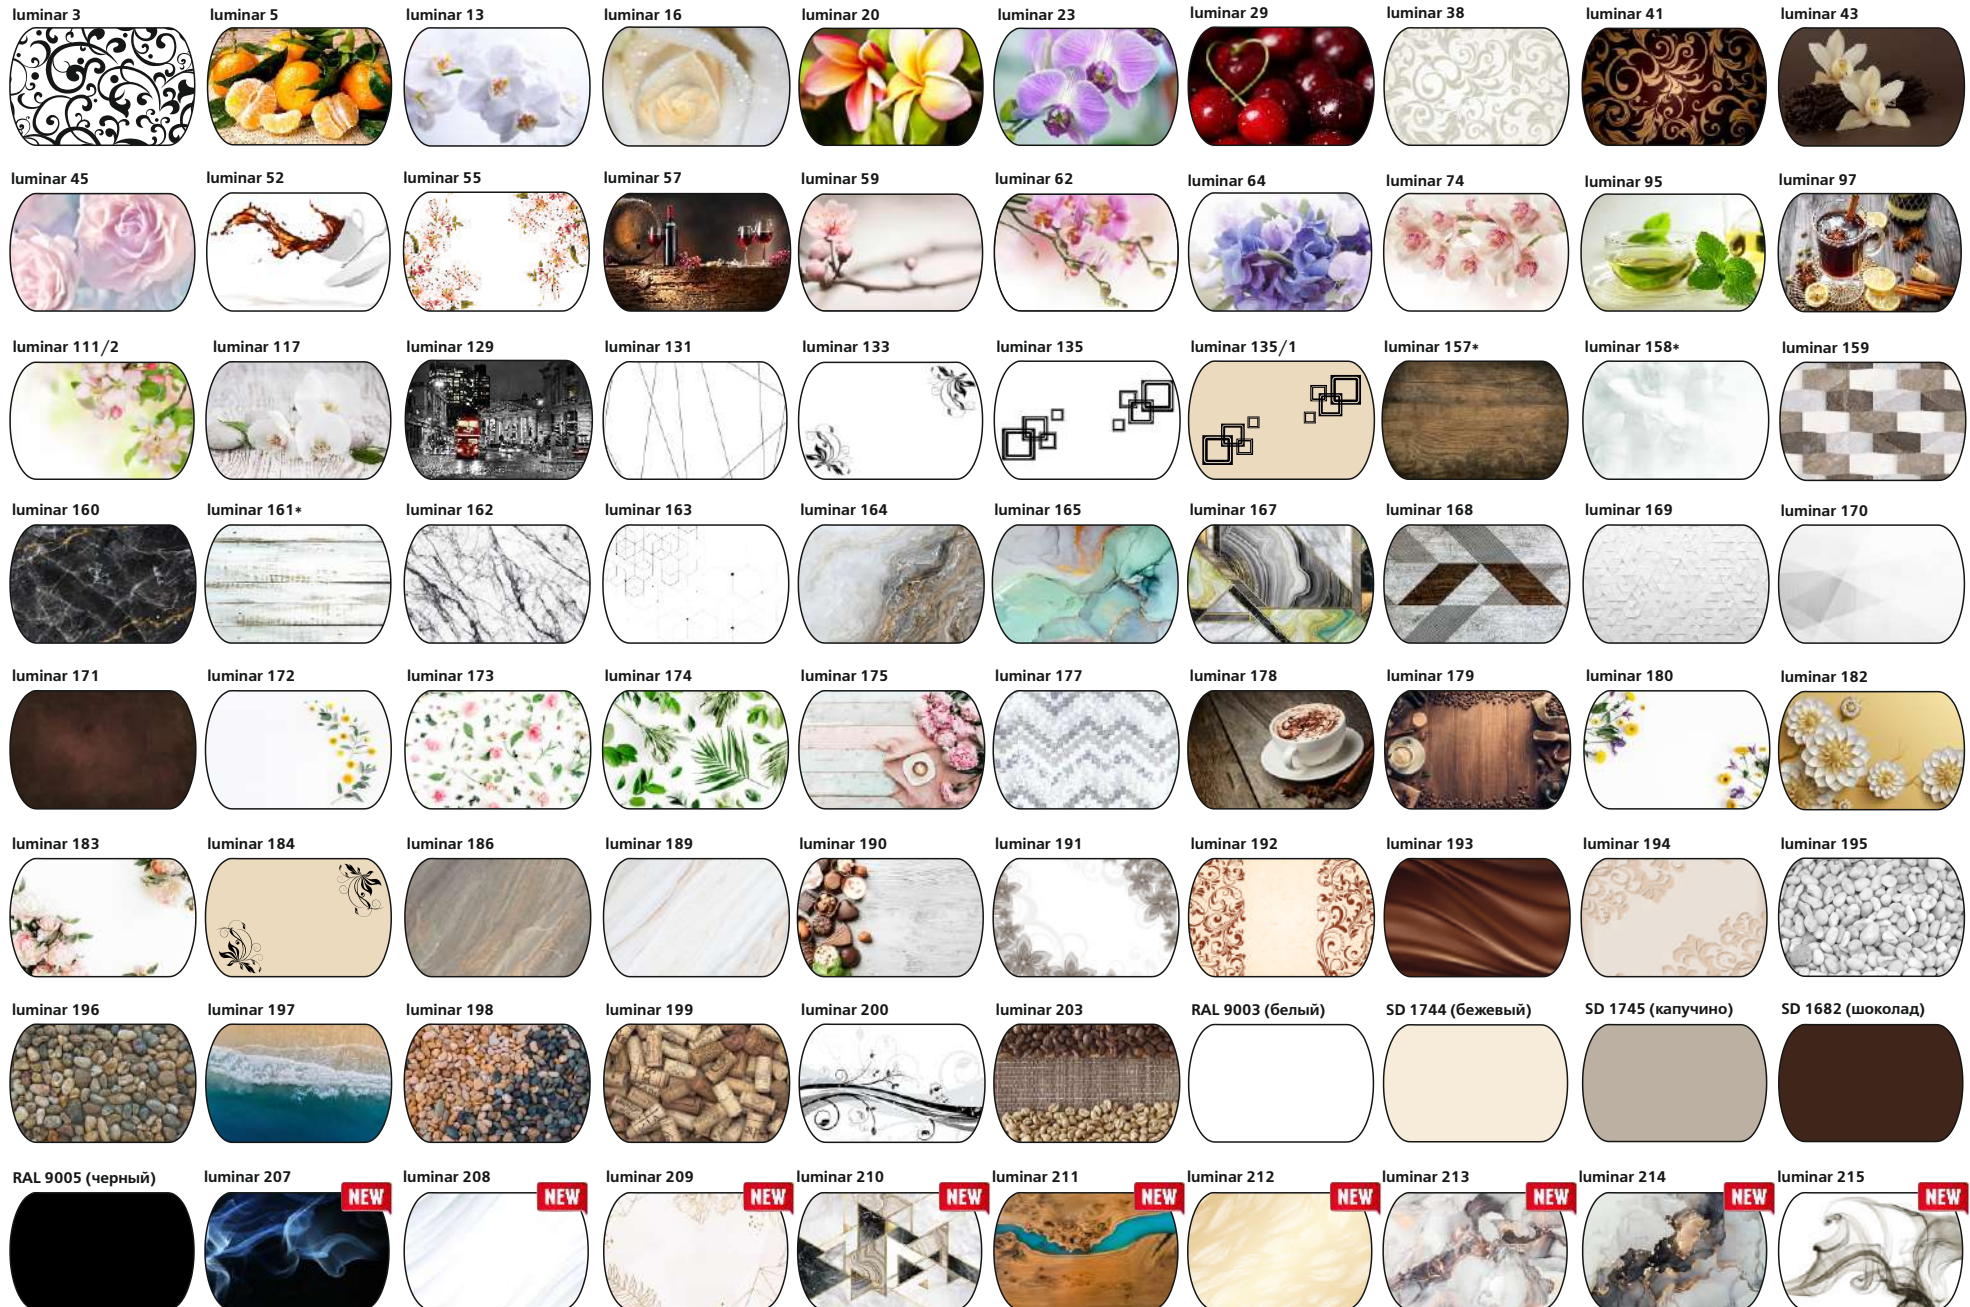 luminar 3 luminar 5 luminar 13 luminar 16 luminar 20 luminar 23 luminar 29 luminar 38 luminar 41 luminar 43
luminar 45 luminar 52 luminar 55 luminar 57 luminar 59 luminar 62 luminar 64 luminar 74 luminar 95 luminar 97
luminar 111/2 luminar 117 luminar 129 luminar 131 luminar 133 luminar 135 luminar 135/1 luminar 157* luminar 158* luminar 159
luminar 160 luminar 161* luminar 162 luminar 163 luminar 164 luminar 165 luminar 167 luminar 168 luminar 169 luminar 170
luminar 171 luminar 172 luminar 173 luminar 174 luminar 175 luminar 177 luminar 178 luminar 179 luminar 180 luminar 182
luminar 183 luminar 184 luminar 186 luminar 189 luminar 190 luminar 191 luminar 192 luminar 193 luminar 194 luminar 195
luminar 196 luminar 197 luminar 198 luminar 199 luminar 200 luminar 203 RAL 9003 (белый) SD 1744 (бежевый) SD 1745 (капучино) SD 1682 (шоколад)
RAL 9005 (черный) luminar 207 luminar 208 luminar 209 luminar 210 luminar 211 luminar 212 luminar 213 luminar 214 luminar 215
NEW NEW NEW NEW NEW NEW NEW NEW NEW